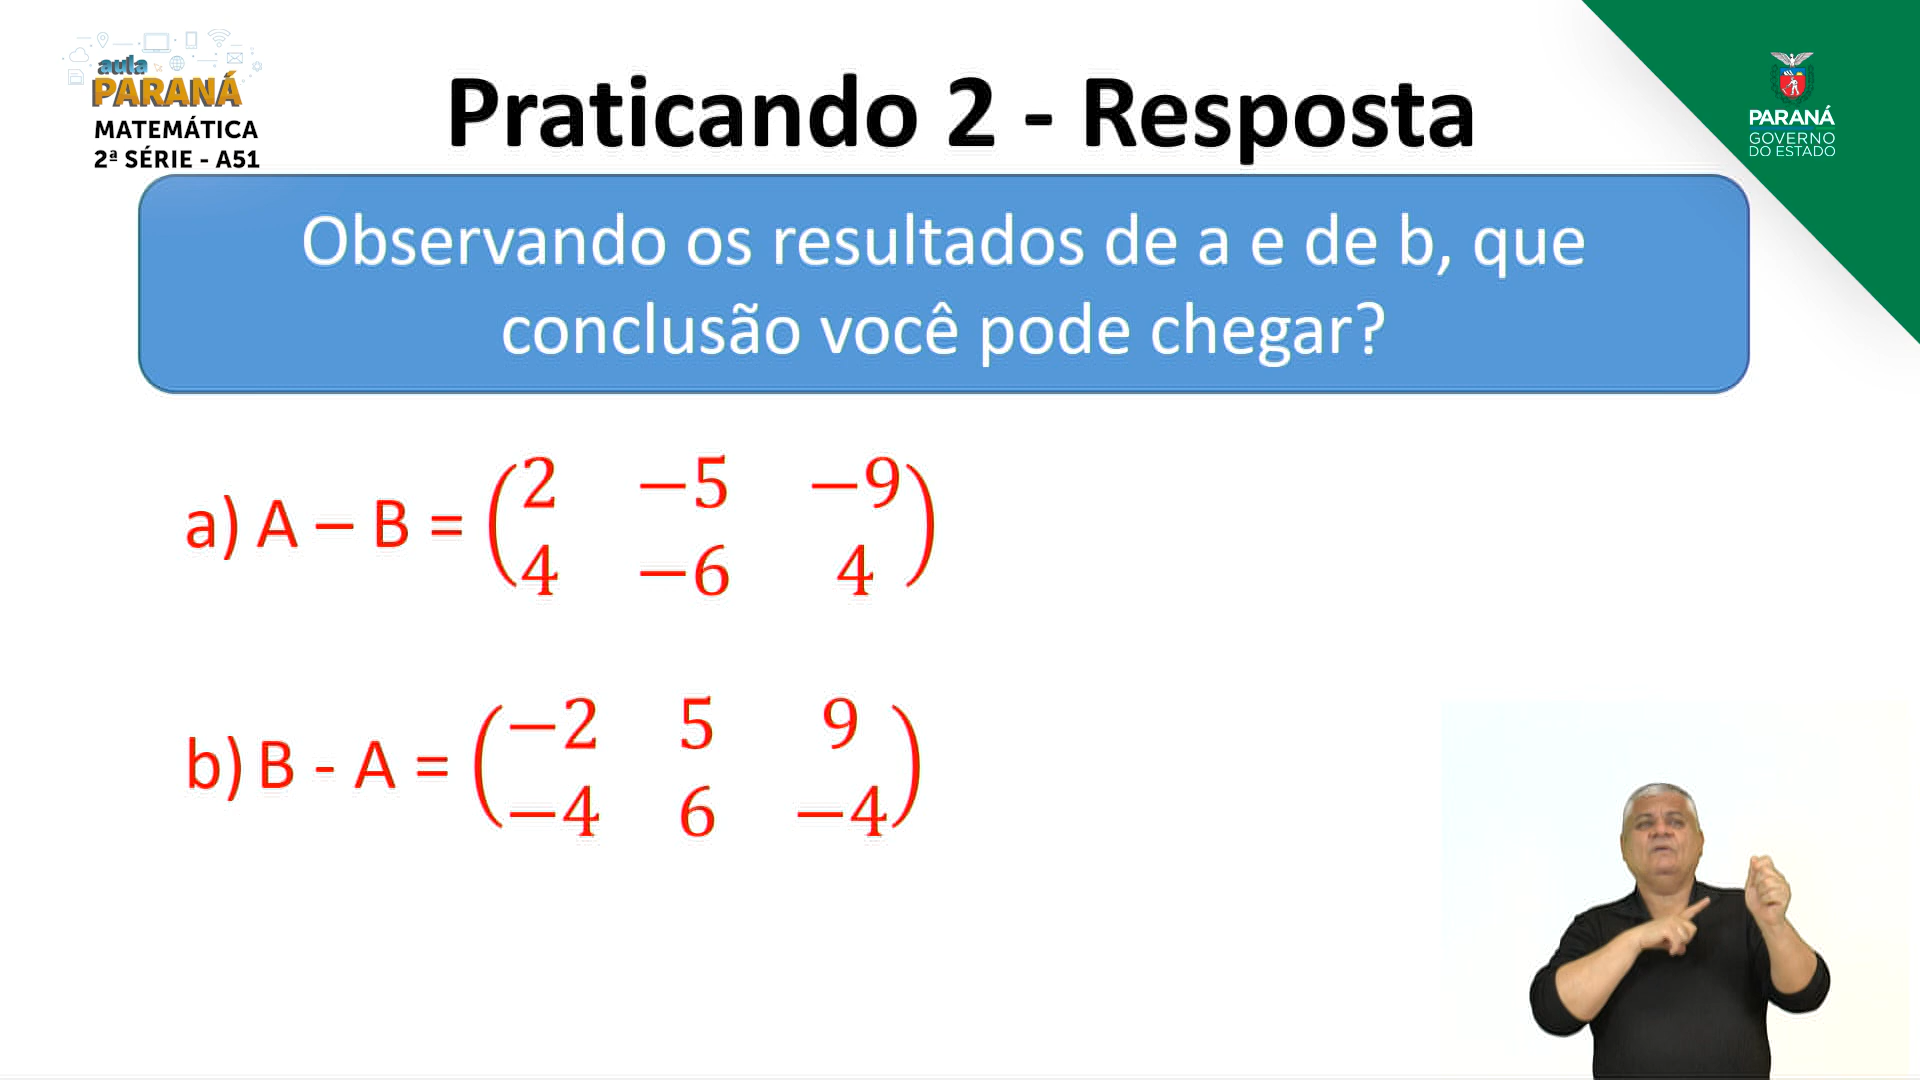 aula
PARANÁ
MATEMÁTICA
2ª SÉRIE - A51
Praticando 2 - Resposta
PARANÁ
GOVERNO
DO ESTADO
Observando os resultados de a e de b, que
conclusão você pode chegar?
a) A – B = (2 −5 −9
4 −6 4)
b) B - A = (−2 5 9
−4 6 −4)